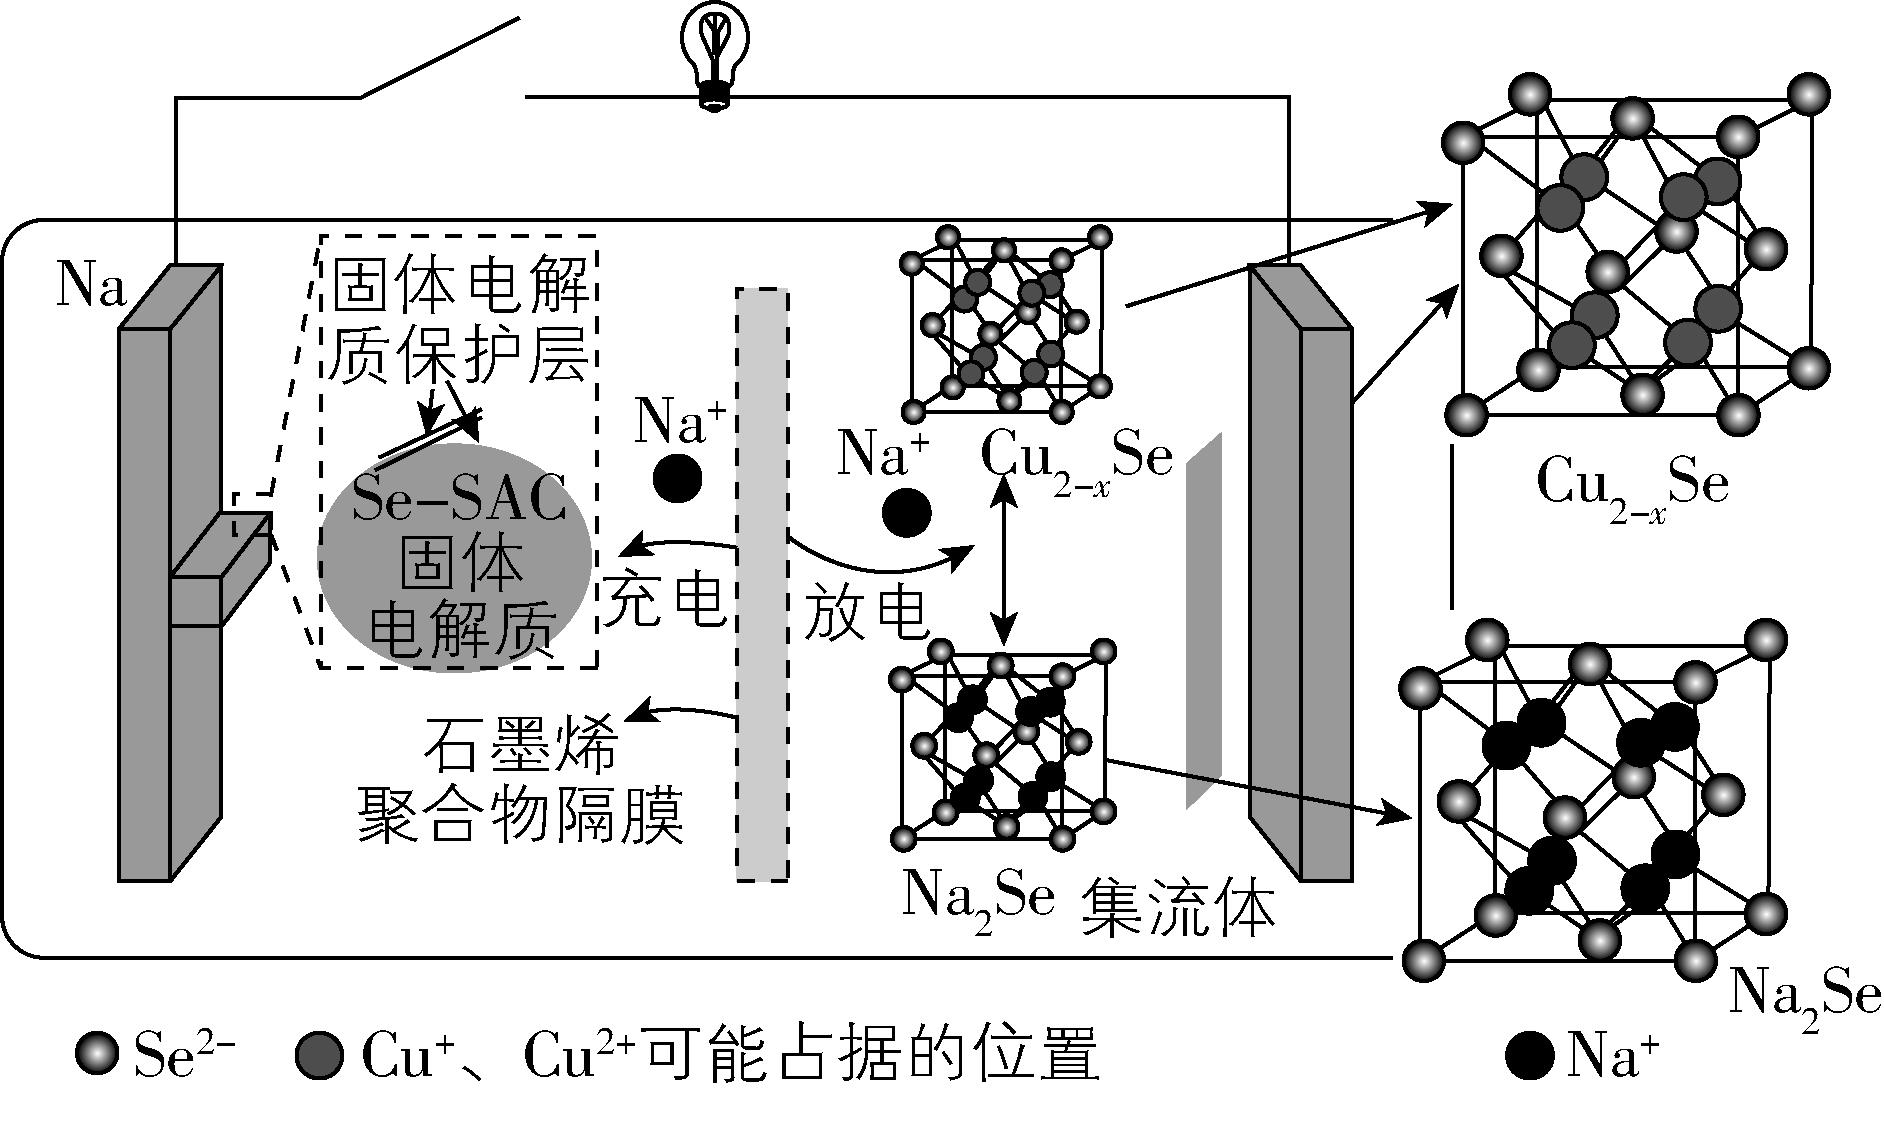 Na
固体电解
质保护层
Se-SAC
固体
电解质
Na⁺
充电
石墨烯
聚合物隔膜
Na⁺
放电
Cu₂₋ₓSe
Na₂Se
集流体
Cu₂₋ₓSe
Na₂Se
Se²⁻
Cu⁺、Cu²⁺可能占据的位置
Na⁺